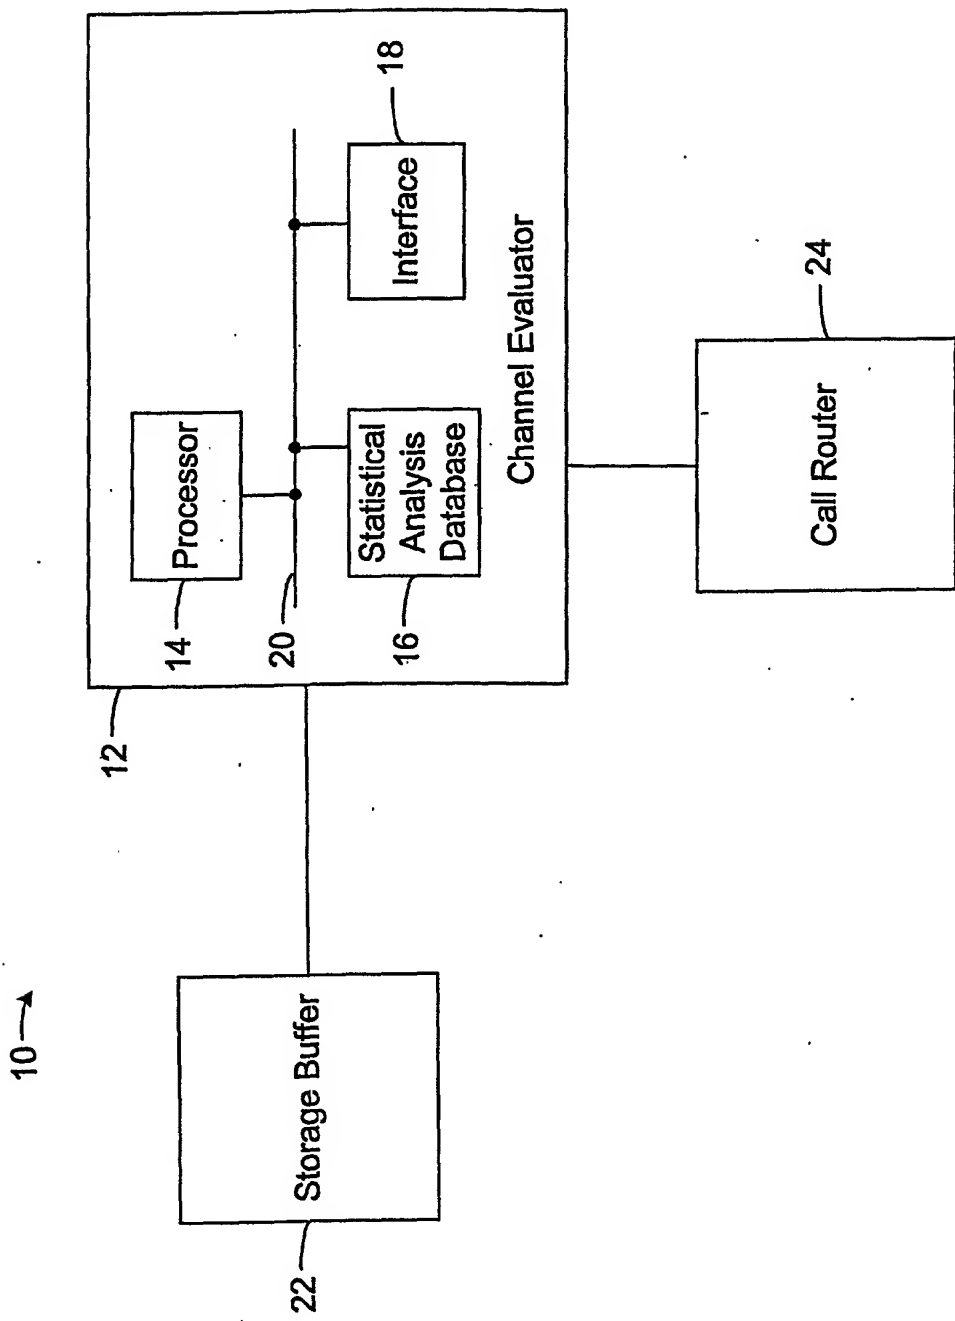 10
12
14
Processor
20
16
Statistical
Analysis
Database
18
Interface
Channel Evaluator
22
Storage Buffer
24
Call Router